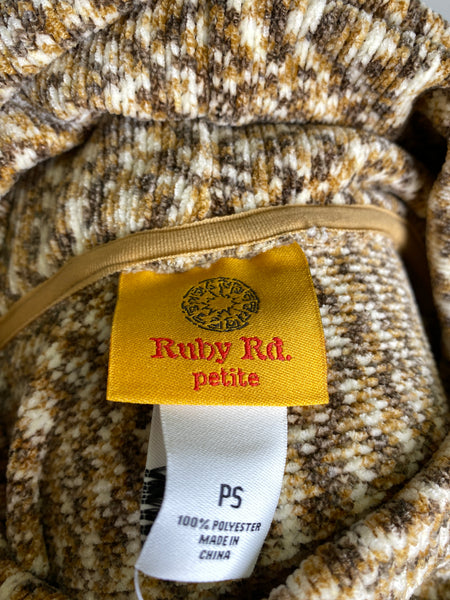 Ruby Rd.
petite
PS
100% POLYESTER
MADE IN
CHINA